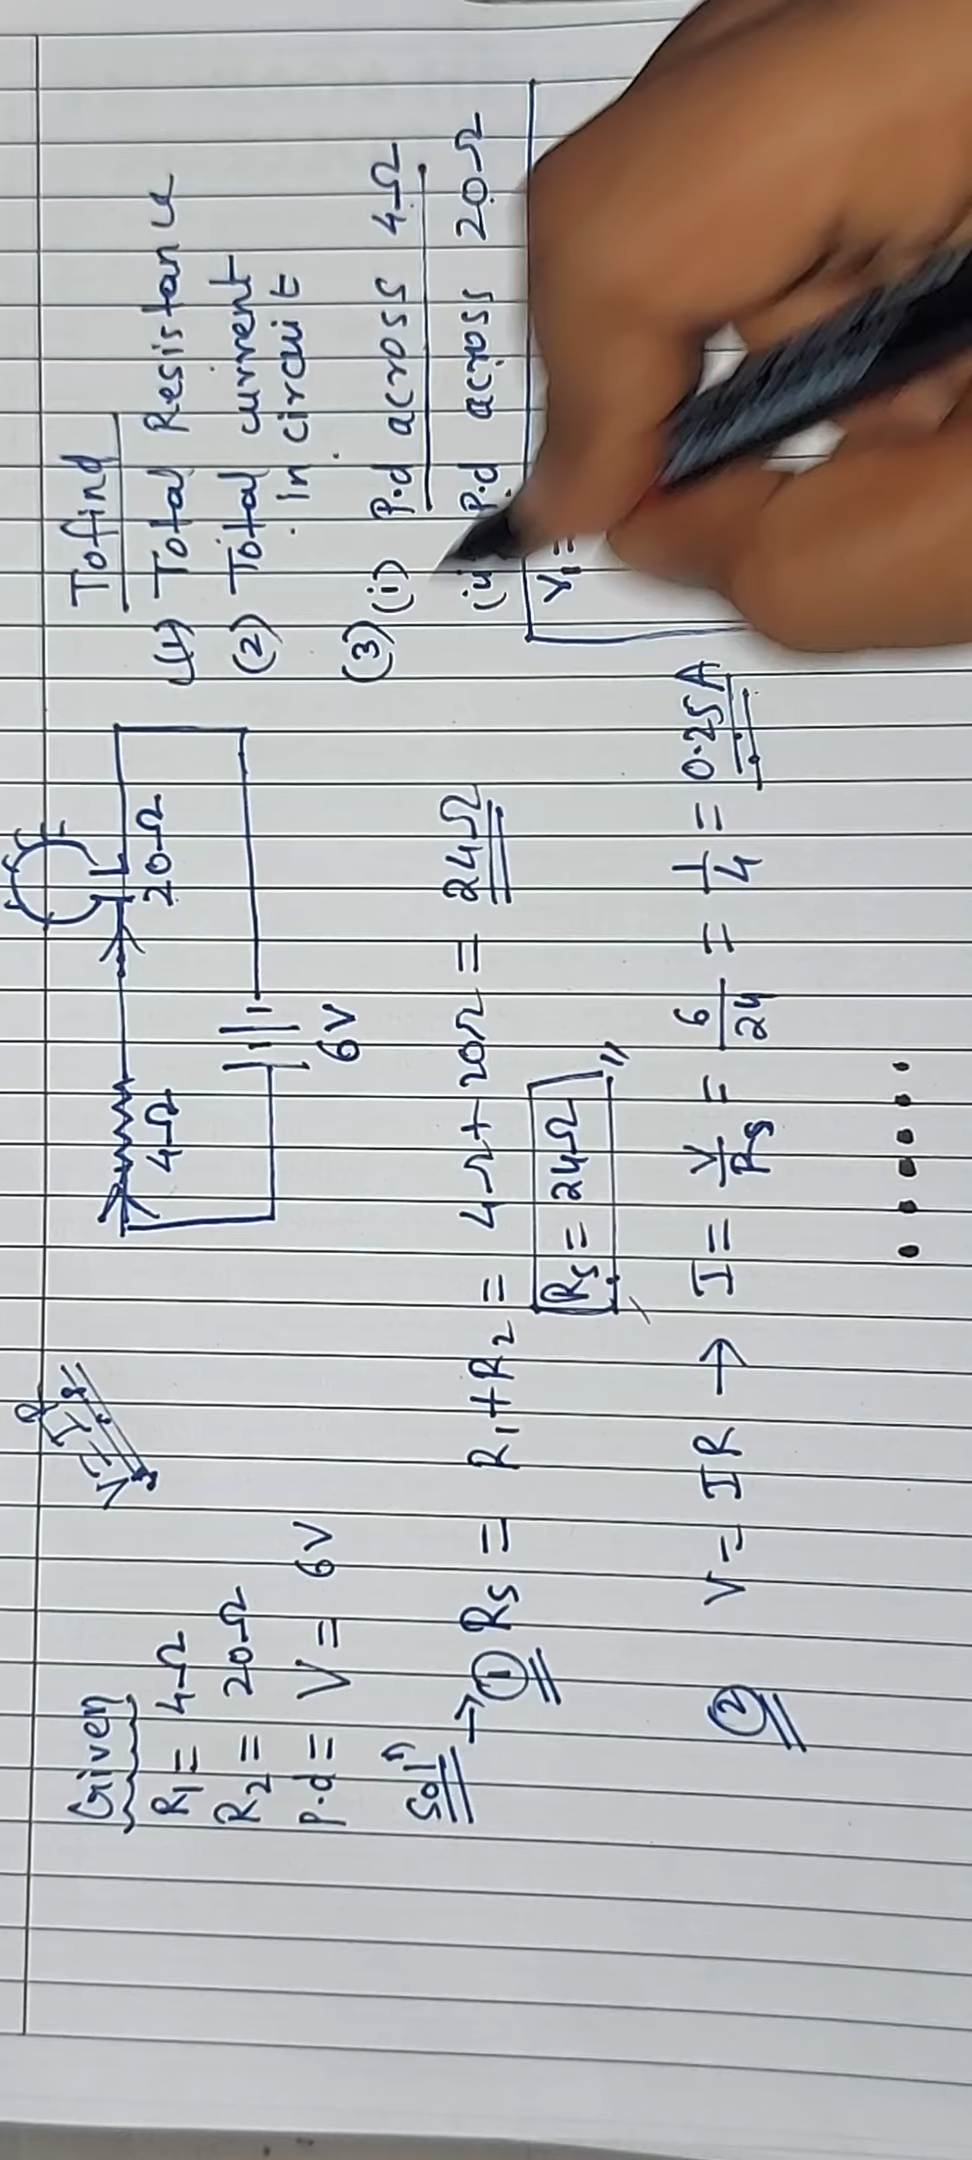 Given
R1 = 4Ω
R2 = 20Ω
P.d = V = 6V
4Ω
20Ω
6V
To find
(1) Total Resistance
(2) Total current
in circuit
(3) (i) P.d across 4Ω
(ii P.d across 20Ω
V1 =
Solⁿ → ① Rs = R1 + R2 = 4Ω + 20Ω = 24Ω
Rs = 24Ω
② V = IR → I = V/Rs = 6/24 = 1/4 = 0.25A